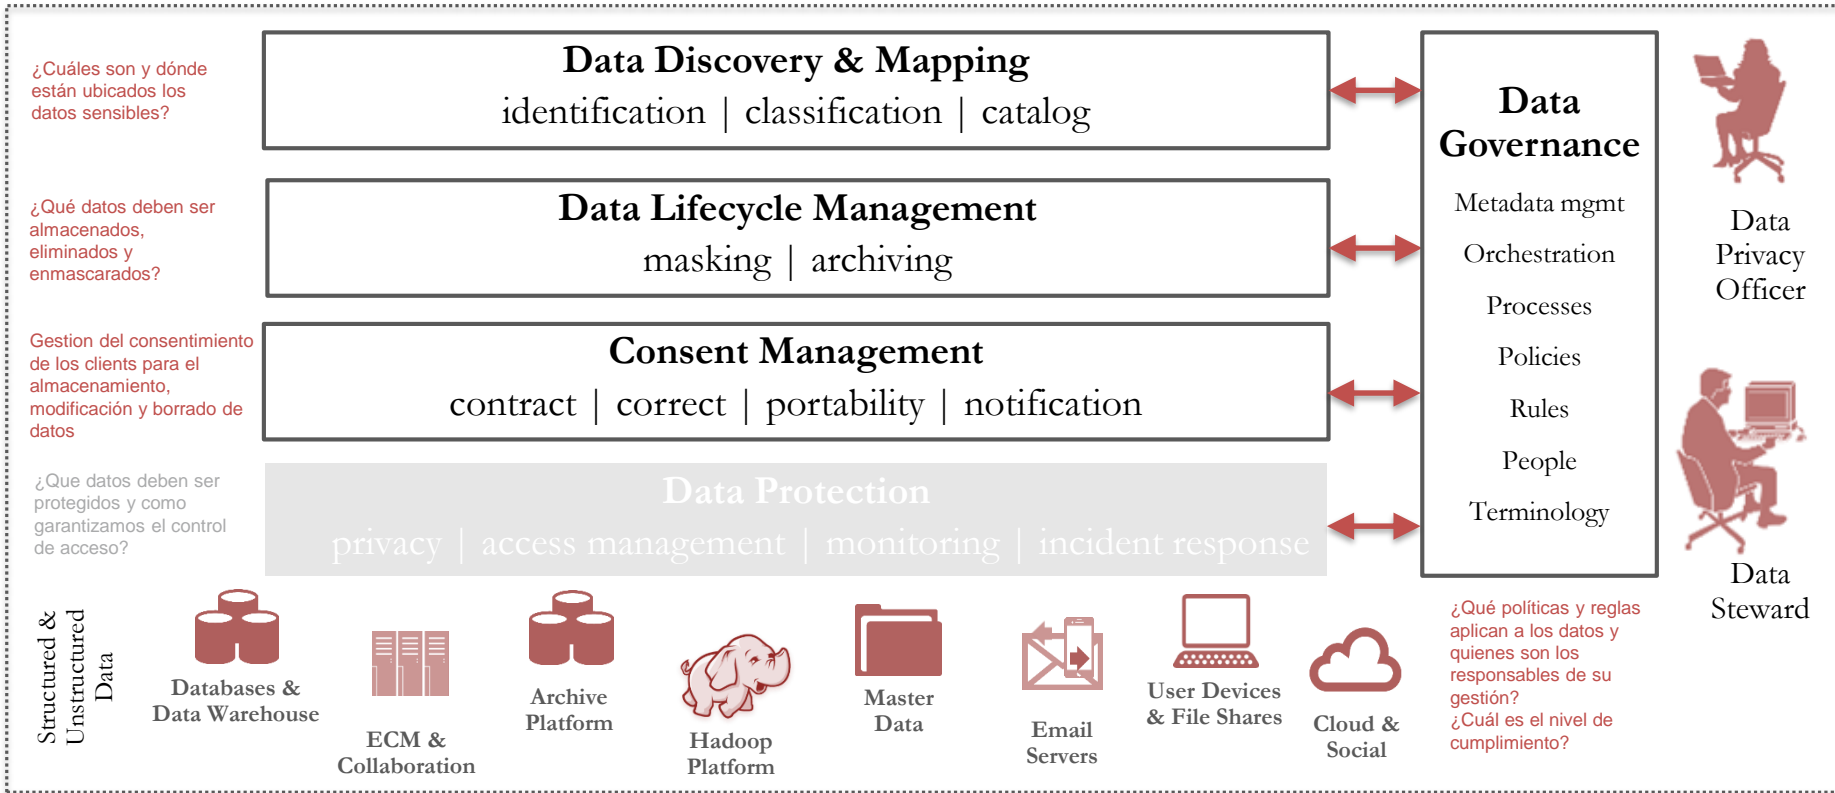 ¿Cuáles son y dónde
están ubicados los
datos sensibles?
Data Discovery & Mapping
identification | classification | catalog
¿Qué datos deben ser
almacenados,
eliminados y
enmascarados?
Data Lifecycle Management
masking | archiving
Gestion del consentimiento
de los clients para el
almacenamiento,
modificación y borrado de
datos
Consent Management
contract | correct | portability | notification
¿Que datos deben ser
protegidos y como
garantizamos el control
de acceso?
Data Protection
privacy | access management | monitoring | incident response
Data
Governance
Metadata mgmt
Orchestration
Processes
Policies
Rules
People
Terminology
Data
Privacy
Officer
Data
Steward
Structured &
Unstructured
Data
Databases &
Data Warehouse
ECM &
Collaboration
Archive
Platform
Hadoop
Platform
Master
Data
Email
Servers
User Devices
& File Shares
Cloud &
Social
¿Qué políticas y reglas
aplican a los datos y
quienes son los
responsables de su
gestión?
¿Cuál es el nivel de
cumplimiento?